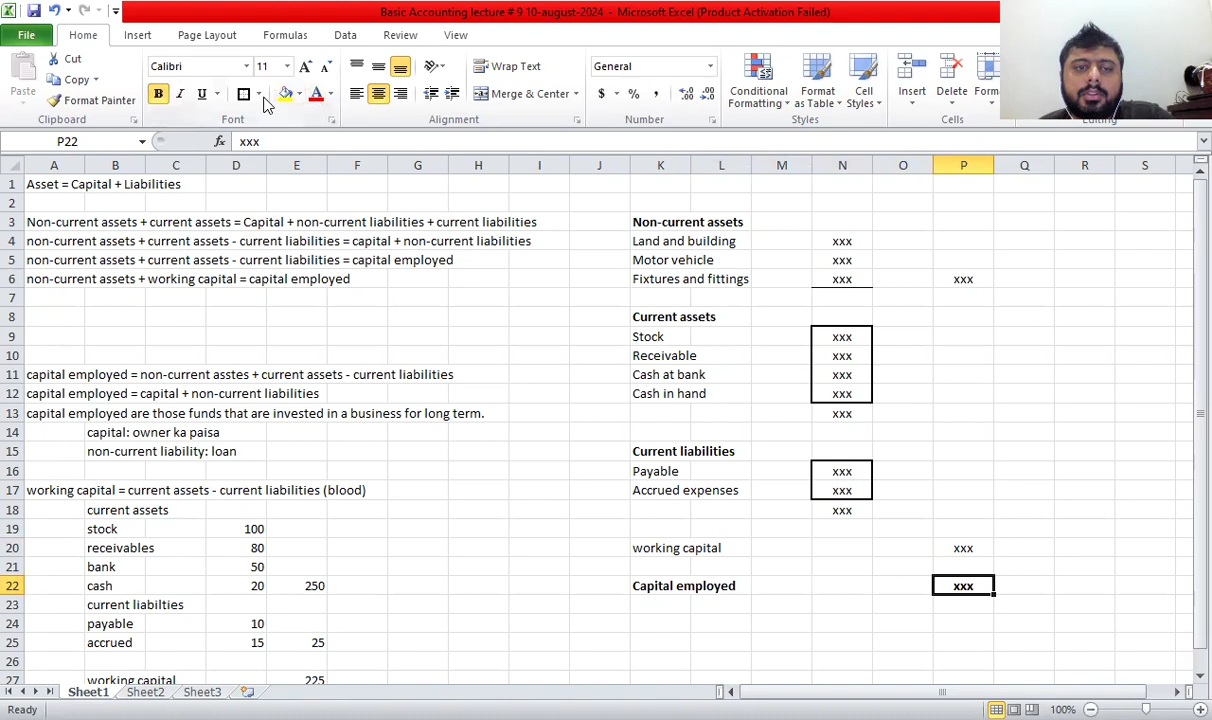 Basic Accounting lecture # 9 10-august-2024 - Microsoft Excel (Product Activation Failed)
File Home Insert Page Layout Formulas Data Review View
Paste
Cut
Copy
Format Painter
Clipboard
Calibri 11
B I U
Font
Wrap Text
Merge & Center
Alignment
General
$ % ,
Number
Conditional Formatting
Format as Table
Cell Styles
Styles
Insert
Delete
Cells
P22 fx xxx
A B C D E F G H I J K L M N O P Q R S
1 Asset = Capital + Liabilities
2
3 Non-current assets + current assets = Capital + non-current liabilities + current liabilities Non-current assets
4 non-current assets + current assets - current liabilities = capital + non-current liabilities Land and building xxx
5 non-current assets + current assets - current liabilities = capital employed Motor vehicle xxx
6 non-current assets + working capital = capital employed Fixtures and fittings xxx xxx
7
8 Current assets
9 Stock xxx
10 Receivable xxx
11 capital employed = non-current asstes + current assets - current liabilities Cash at bank xxx
12 capital employed = capital + non-current liabilities Cash in hand xxx
13 capital employed are those funds that are invested in a business for long term. xxx
14 capital: owner ka paisa
15 non-current liability: loan Current liabilities
16 Payable xxx
17 working capital = current assets - current liabilities (blood) Accrued expenses xxx
18 current assets xxx
19 stock 100
20 receivables 80 working capital xxx
21 bank 50
22 cash 20 250 Capital employed xxx
23 current liabilties
24 payable 10
25 accrued 15 25
26
working capital 225
Sheet1 Sheet2 Sheet3
Ready 100%